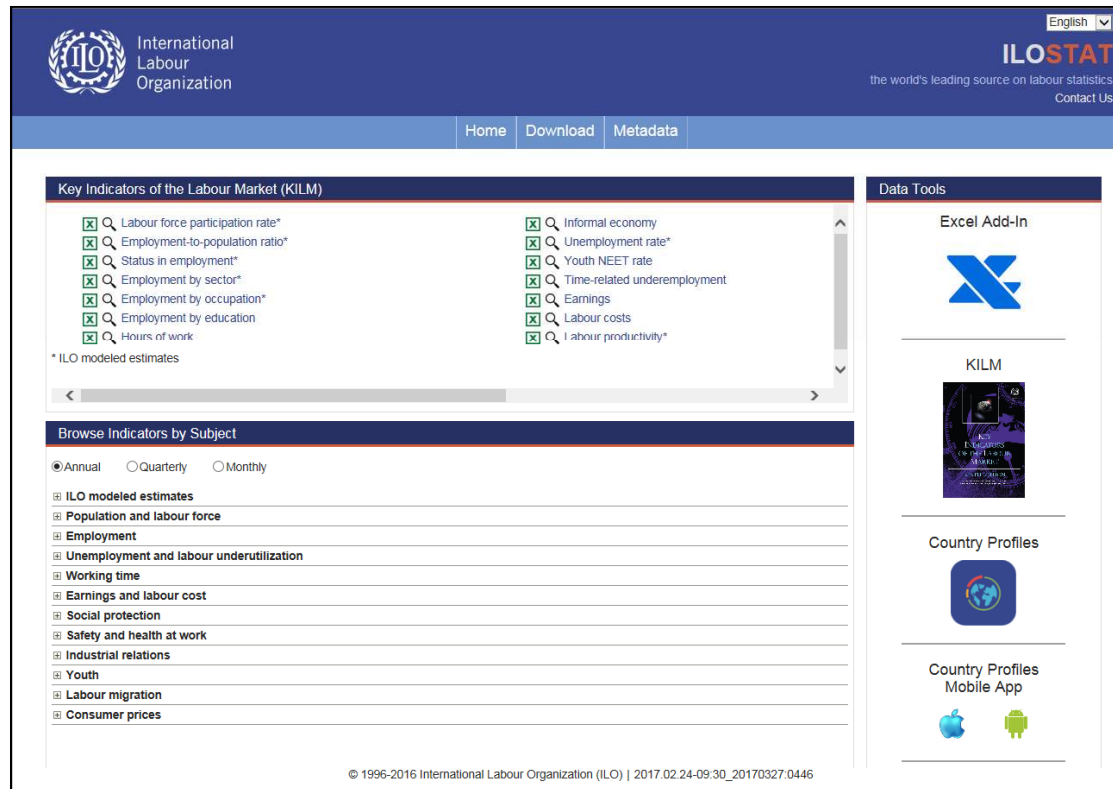 International
Labour
Organization
English
ILOSTAT
the world's leading source on labour statistics
Contact Us
Home Download Metadata
Key Indicators of the Labour Market (KILM)
Labour force participation rate*
Employment-to-population ratio*
Status in employment*
Employment by sector*
Employment by occupation*
Employment by education
Hours of work
Informal economy
Unemployment rate*
Youth NEET rate
Time-related underemployment
Earnings
Labour costs
Labour productivity*
* ILO modeled estimates
Browse Indicators by Subject
Annual Quarterly Monthly
ILO modeled estimates
Population and labour force
Employment
Unemployment and labour underutilization
Working time
Earnings and labour cost
Social protection
Safety and health at work
Industrial relations
Youth
Labour migration
Consumer prices
Data Tools
Excel Add-In
KILM
KEY
INDICATORS
OF THE LABOUR
MARKET
Country Profiles
Country Profiles
Mobile App
© 1996-2016 International Labour Organization (ILO) | 2017.02.24-09:30_20170327:0446